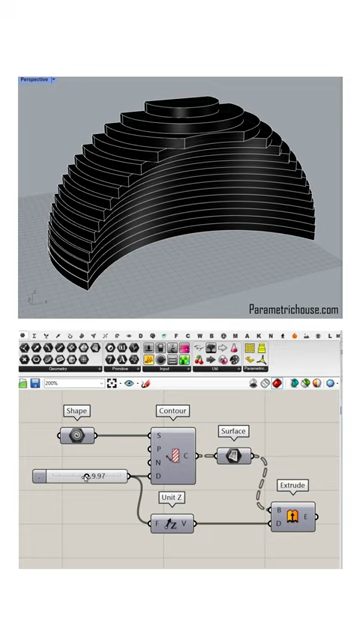 Perspective
Parametrichouse.com
Geometry
Primitive
Input
Util
Parametric
200%
Shape
Contour
S
P
N
D
C
Surface
9.97
Unit Z
F
V
Extrude
B
D
E